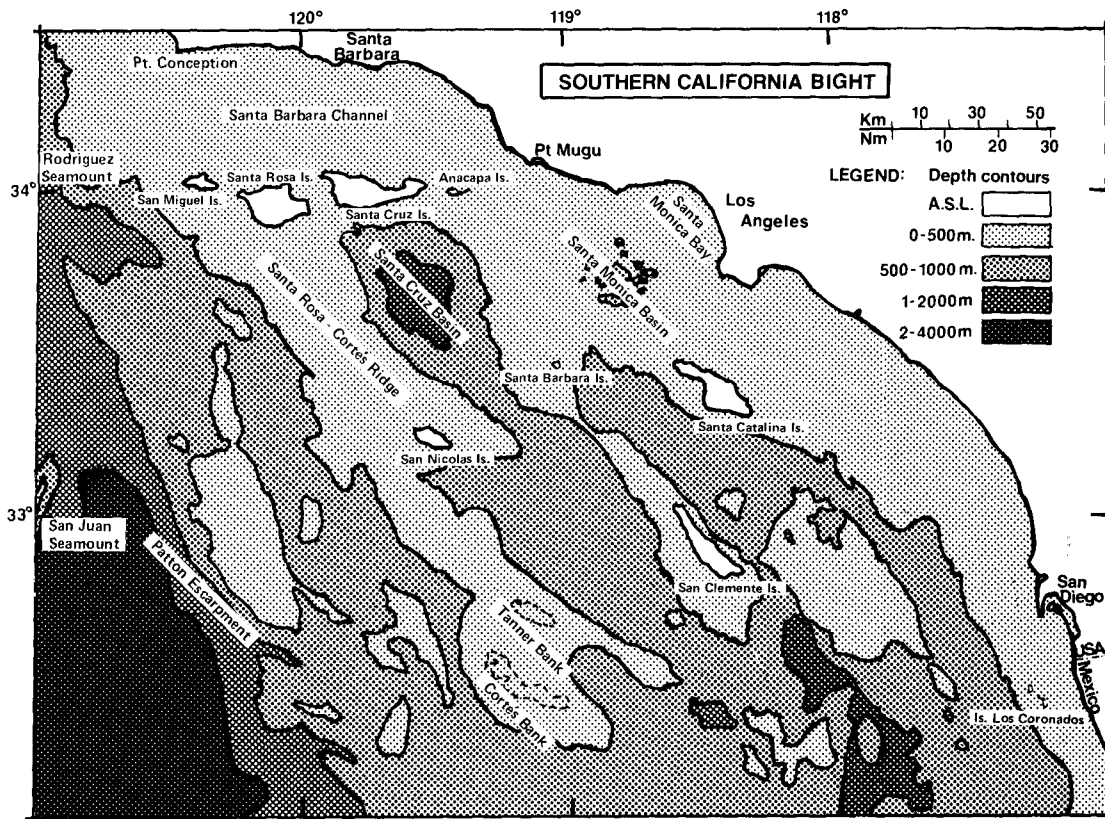 120°
119°
118°
Santa
Barbara
Pt. Conception
SOUTHERN CALIFORNIA BIGHT
Santa Barbara Channel
Km 10 30 50
Nm 10 20 30
Pt Mugu
Rodriguez
Seamount
34°
Santa Rosa Is.
Anacapa Is.
San Miguel Is.
Santa Cruz Is.
LEGEND: Depth contours
A.S.L.
0-500m.
500-1000 m.
1-2000m
2-4000m
Los
Angeles
Santa
Monica Bay
Santa Monica Basin
Santa Cruz Basin
Santa Rosa - Cortes Ridge
Santa Barbara Is.
Santa Catalina Is.
San Nicolas Is.
33°
San Juan
Seamount
Patton Escarpment
San Clemente Is.
San
Diego
Tanner Bank
Cortes Bank
USA
Mexico
Is. Los Coronados